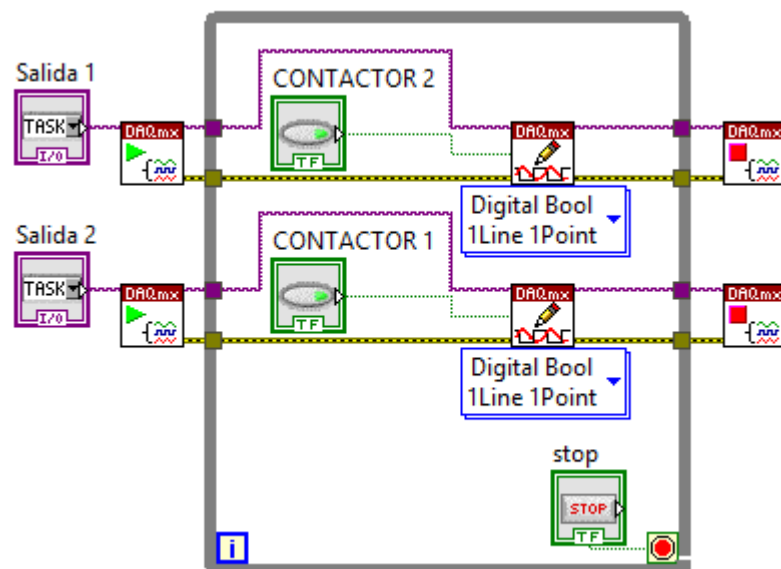 Salida 1
TASK
I/O
DAQmx
CONTACTOR 2
TF
DAQmx
Digital Bool
1Line 1Point
DAQmx
Salida 2
TASK
I/O
DAQmx
CONTACTOR 1
TF
DAQmx
Digital Bool
1Line 1Point
DAQmx
stop
STOP
TF
i